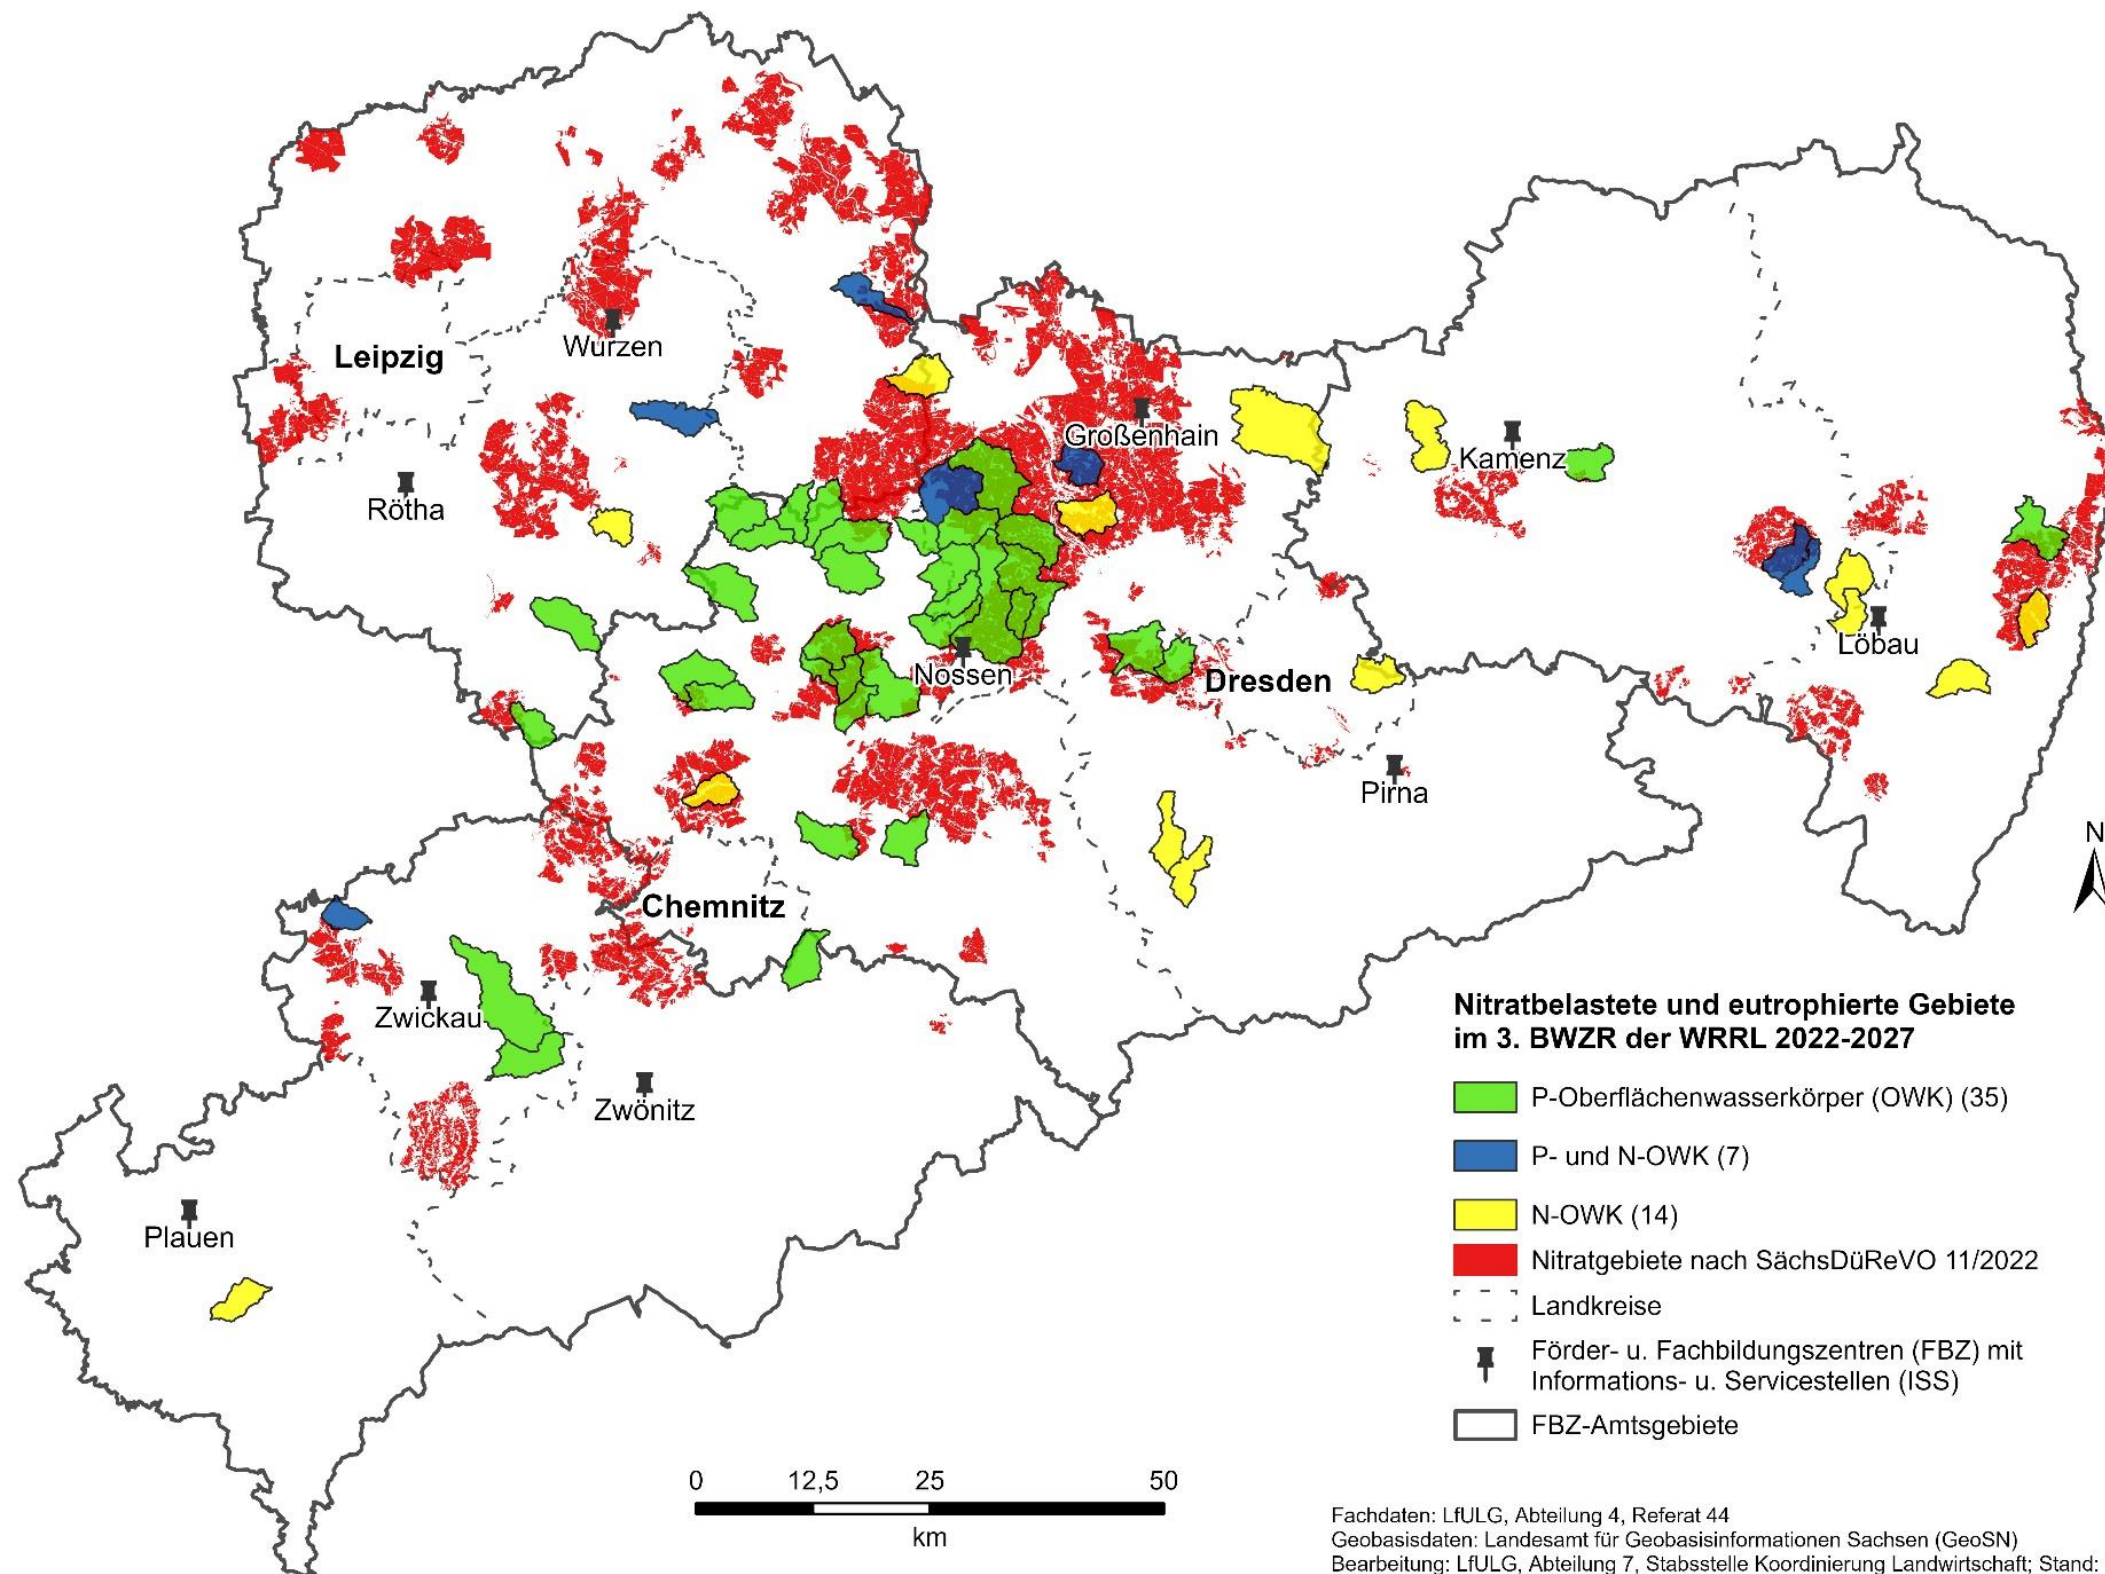 Wurzen
Leipzig
Großenhain
Kamenz
Rötha
Löbau
Nossen
Dresden
Pirna
N
Chemnitz
Zwickau
Zwönitz
Plauen
Nitratbelastete und eutrophierte Gebiete
im 3. BWZR der WRRL 2022-2027
P-Oberflächenwasserkörper (OWK) (35)
P- und N-OWK (7)
N-OWK (14)
Nitratgebiete nach SächsDüReVO 11/2022
Landkreise
Förder- u. Fachbildungszentren (FBZ) mit
Informations- u. Servicestellen (ISS)
FBZ-Amtsgebiete
0 12,5 25 50
km
Fachdaten: LfULG, Abteilung 4, Referat 44
Geobasisdaten: Landesamt für Geobasisinformationen Sachsen (GeoSN)
Bearbeitung: LfULG, Abteilung 7, Stabsstelle Koordinierung Landwirtschaft; Stand: